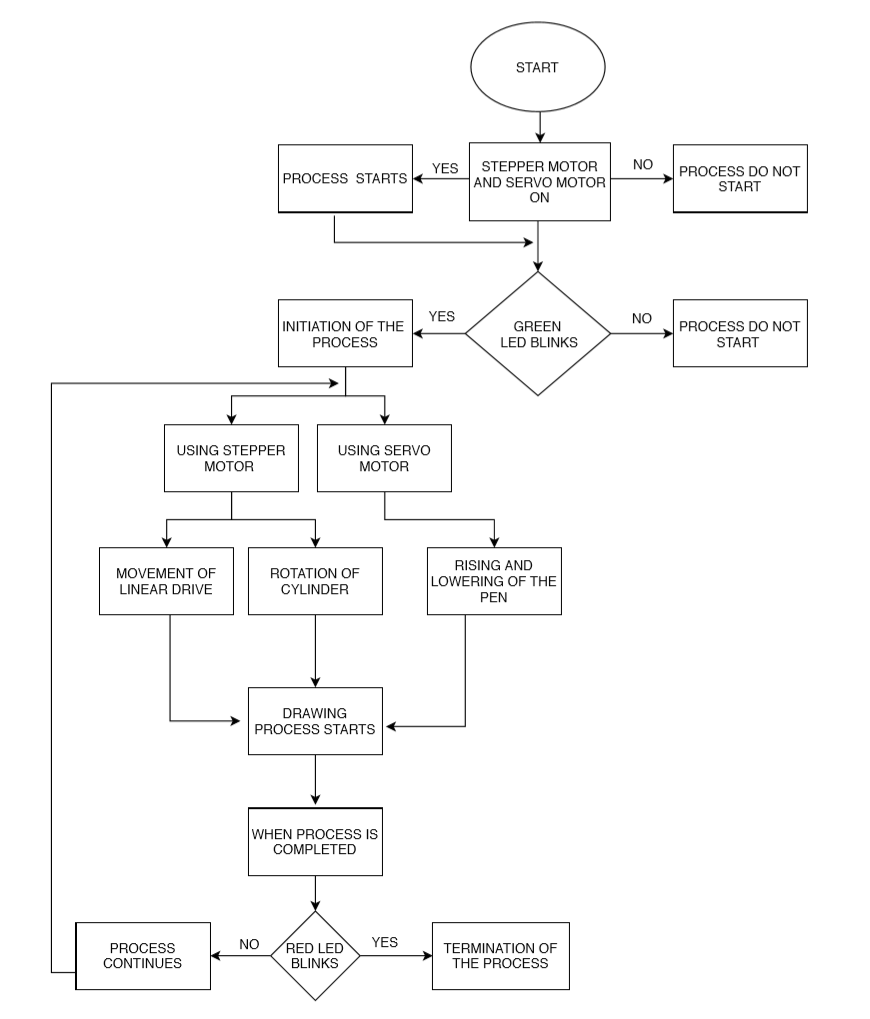 START
PROCESS STARTS
YES
STEPPER MOTOR
AND SERVO MOTOR
ON
NO
PROCESS DO NOT
START
INITIATION OF THE
PROCESS
YES
GREEN
LED BLINKS
NO
PROCESS DO NOT
START
USING STEPPER
MOTOR
USING SERVO
MOTOR
MOVEMENT OF
LINEAR DRIVE
ROTATION OF
CYLINDER
RISING AND
LOWERING OF THE
PEN
DRAWING
PROCESS STARTS
WHEN PROCESS IS
COMPLETED
PROCESS
CONTINUES
NO
RED LED
BLINKS
YES
TERMINATION OF
THE PROCESS